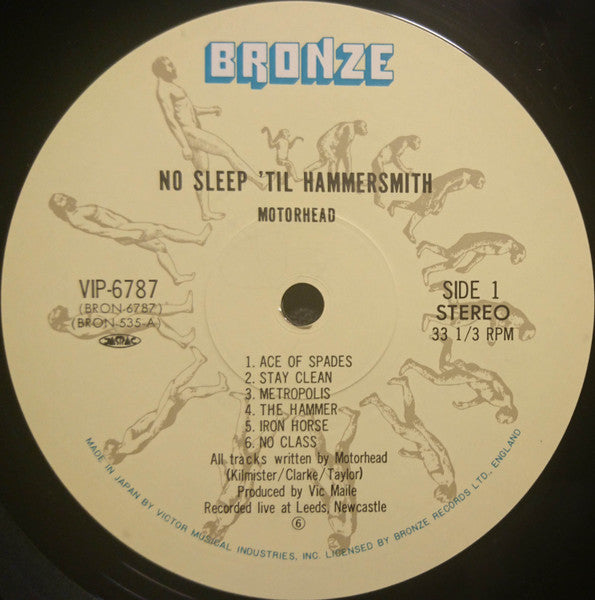 BRONZE
NO SLEEP 'TIL HAMMERSMITH
MOTORHEAD
VIP-6787
(BRON-6787)
(BRON-535-A)
JASRAC
SIDE 1
STEREO
33 1/3 RPM
1. ACE OF SPADES
2. STAY CLEAN
3. METROPOLIS
4. THE HAMMER
5. IRON HORSE
6. NO CLASS
All tracks written by Motorhead
(Kilmister/Clarke/Taylor)
Produced by Vic Maile
Recorded live at Leeds, Newcastle
⑥
MADE IN JAPAN BY VICTOR MUSICAL INDUSTRIES, INC. LICENSED BY BRONZE RECORDS LTD., ENGLAND